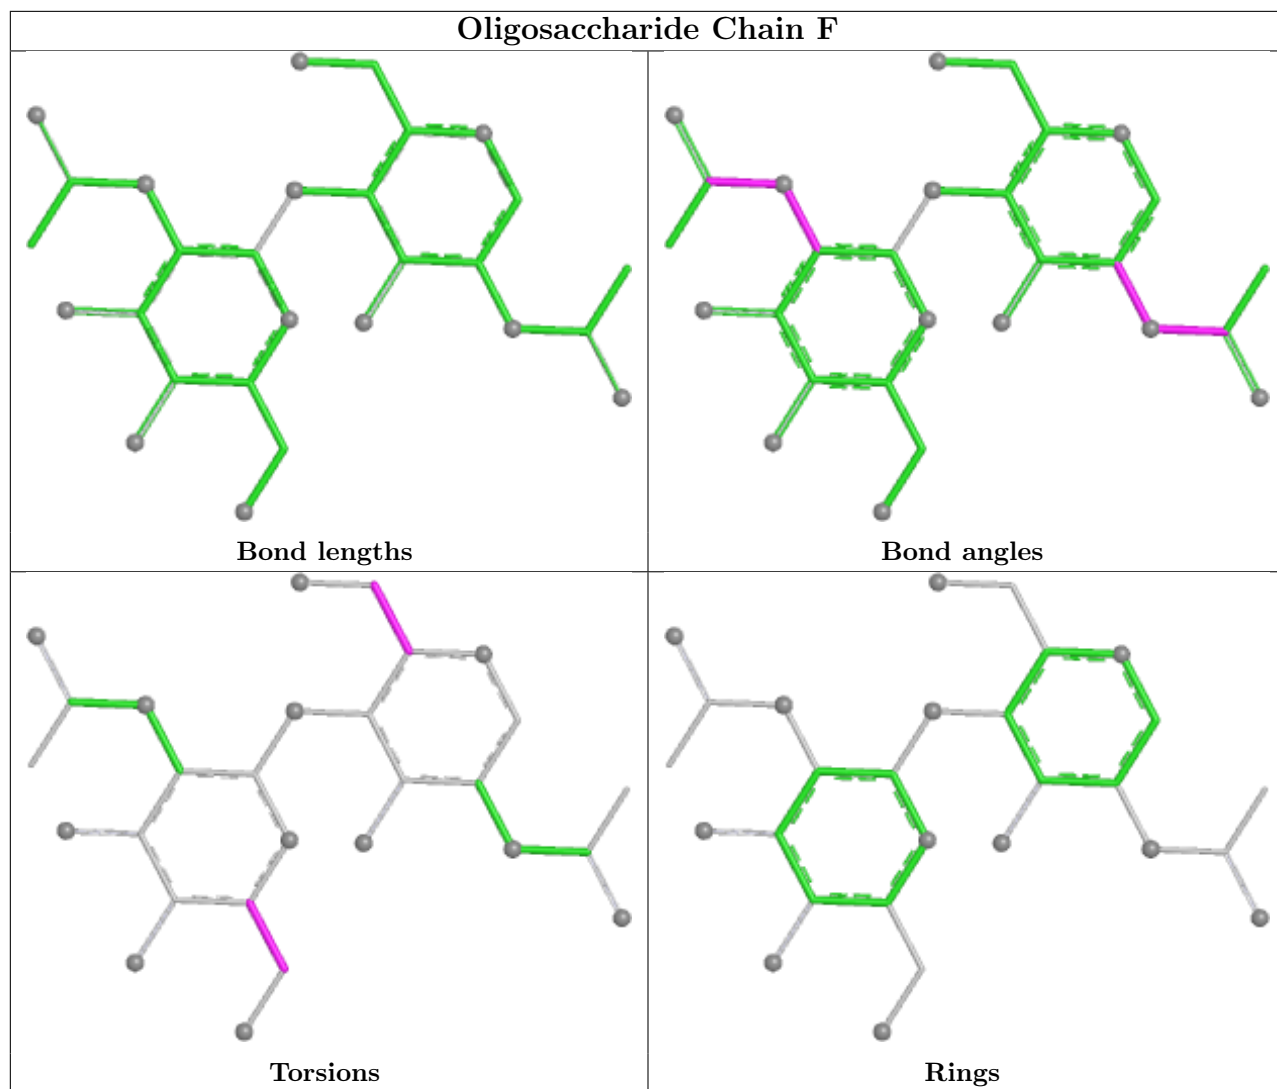 Oligosaccharide Chain F
Bond lengths
Bond angles
Torsions
Rings